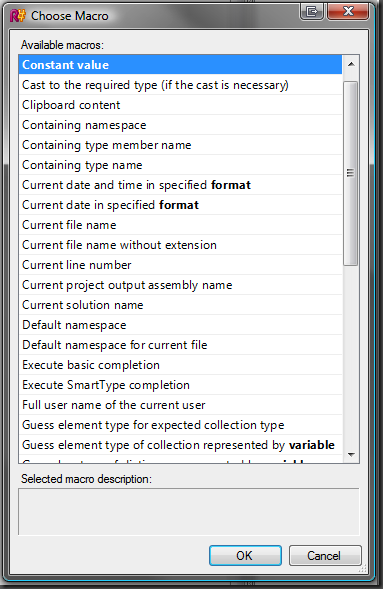 Choose Macro
Available macros:
Constant value
Cast to the required type (if the cast is necessary)
Clipboard content
Containing namespace
Containing type member name
Containing type name
Current date and time in specified format
Current date in specified format
Current file name
Current file name without extension
Current line number
Current project output assembly name
Current solution name
Default namespace
Default namespace for current file
Execute basic completion
Execute SmartType completion
Full user name of the current user
Guess element type for expected collection type
Guess element type of collection represented by variable
Selected macro description:
OK
Cancel